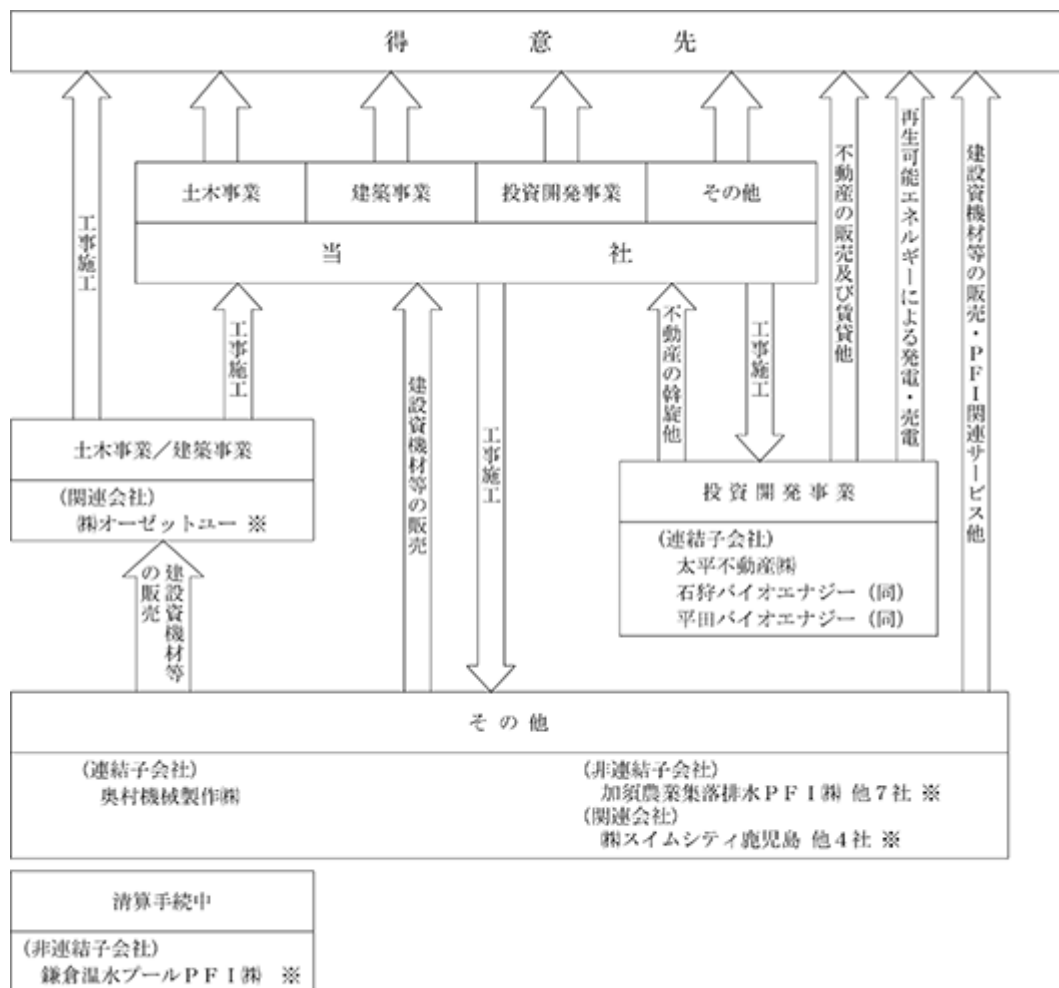 得意先
工事施工
土木事業
建築事業
投資開発事業
その他
当社
不動産の販売及び賃貸他
再生可能エネルギーによる発電・売電
建設資機材等の販売・PFI関連サービス他
工事施工
建設資機材等の販売
工事施工
不動産の斡旋他
工事施工
土木事業／建築事業
(関連会社)
㈱オーゼットユー ※
投資開発事業
(連結子会社)
太平不動産㈱
石狩バイオエナジー(同)
平田バイオエナジー(同)
建設資機材等
の販売
その他
(連結子会社)
奥村機械製作㈱
(非連結子会社)
加須農業集落排水PFI㈱ 他7社 ※
(関連会社)
㈱スイムシティ鹿児島 他4社 ※
清算手続中
(非連結子会社)
鎌倉温水プールPFI㈱ ※